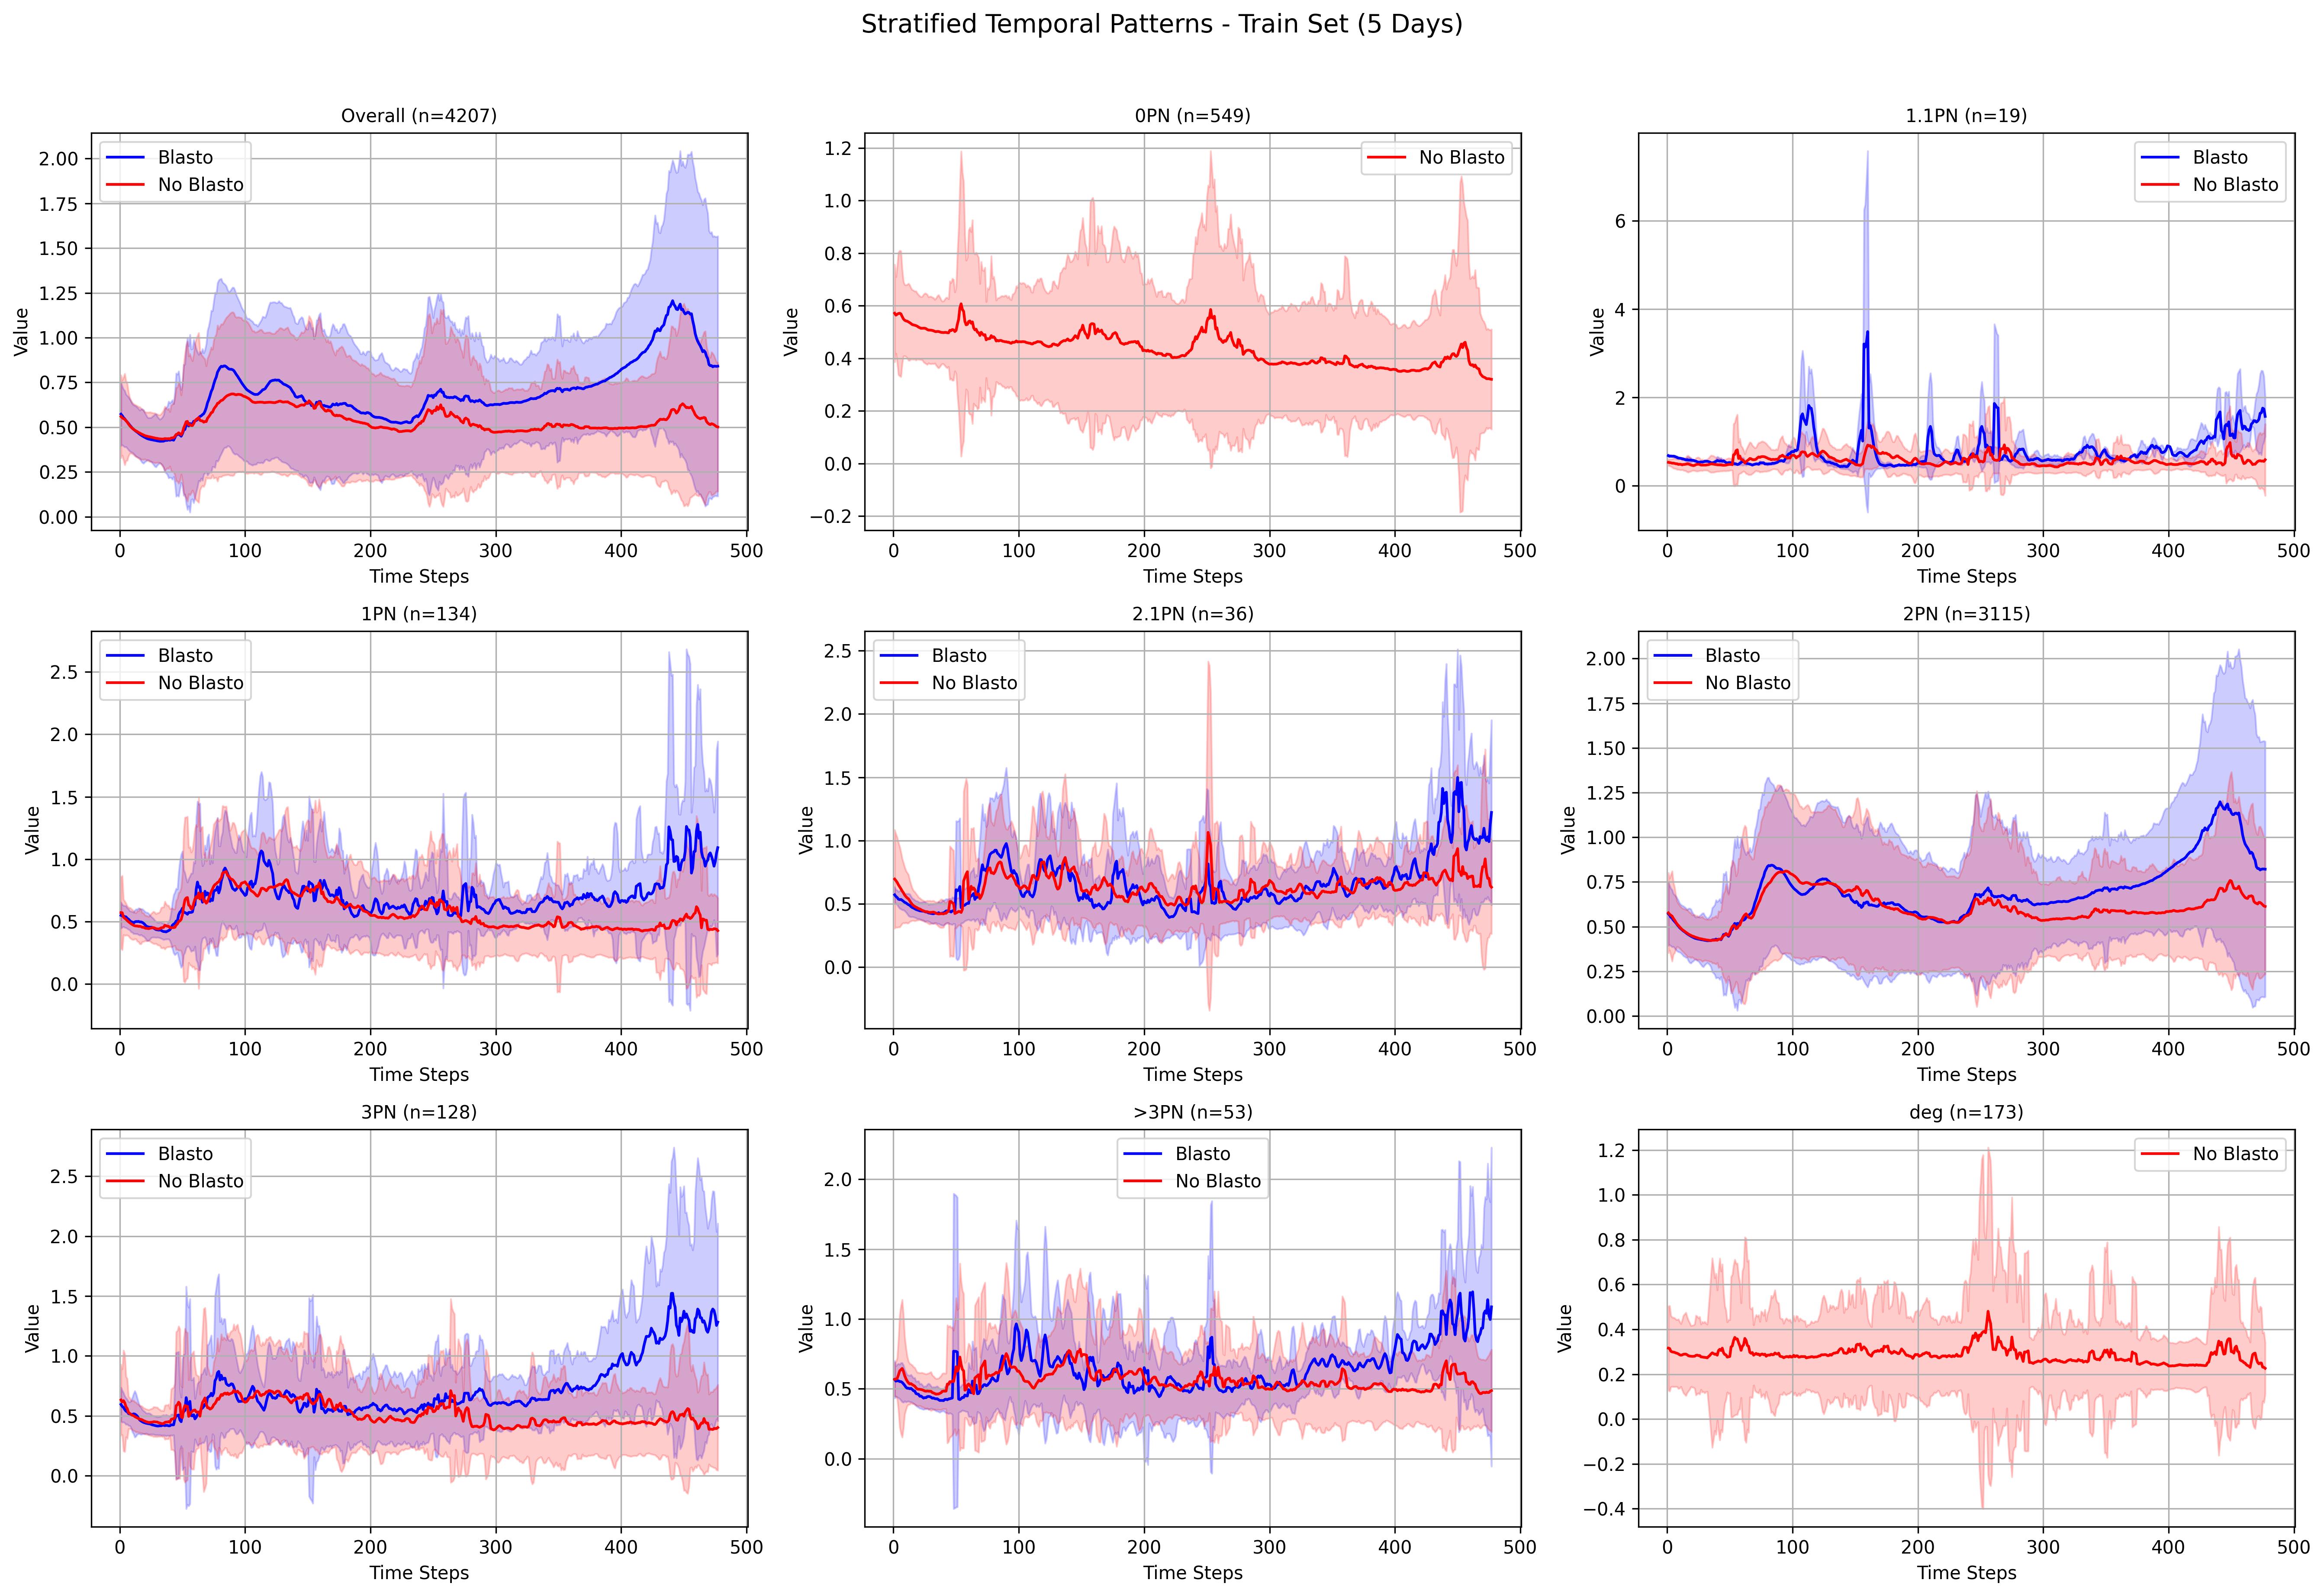 Stratified Temporal Patterns - Train Set (5 Days)
Overall (n=4207)
Blasto
No Blasto
Value
2.00
1.75
1.50
1.25
1.00
0.75
0.50
0.25
0.00
0 100 200 300 400 500
Time Steps
0PN (n=549)
No Blasto
Value
1.2
1.0
0.8
0.6
0.4
0.2
0.0
−0.2
0 100 200 300 400 500
Time Steps
1.1PN (n=19)
Blasto
No Blasto
Value
6
4
2
0
0 100 200 300 400 500
Time Steps
1PN (n=134)
Blasto
No Blasto
Value
2.5
2.0
1.5
1.0
0.5
0.0
0 100 200 300 400 500
Time Steps
2.1PN (n=36)
Blasto
No Blasto
Value
2.5
2.0
1.5
1.0
0.5
0.0
0 100 200 300 400 500
Time Steps
2PN (n=3115)
Blasto
No Blasto
Value
2.00
1.75
1.50
1.25
1.00
0.75
0.50
0.25
0.00
0 100 200 300 400 500
Time Steps
3PN (n=128)
Blasto
No Blasto
Value
2.5
2.0
1.5
1.0
0.5
0.0
0 100 200 300 400 500
Time Steps
>3PN (n=53)
Blasto
No Blasto
Value
2.0
1.5
1.0
0.5
0.0
0 100 200 300 400 500
Time Steps
deg (n=173)
No Blasto
Value
1.2
1.0
0.8
0.6
0.4
0.2
0.0
−0.2
−0.4
0 100 200 300 400 500
Time Steps